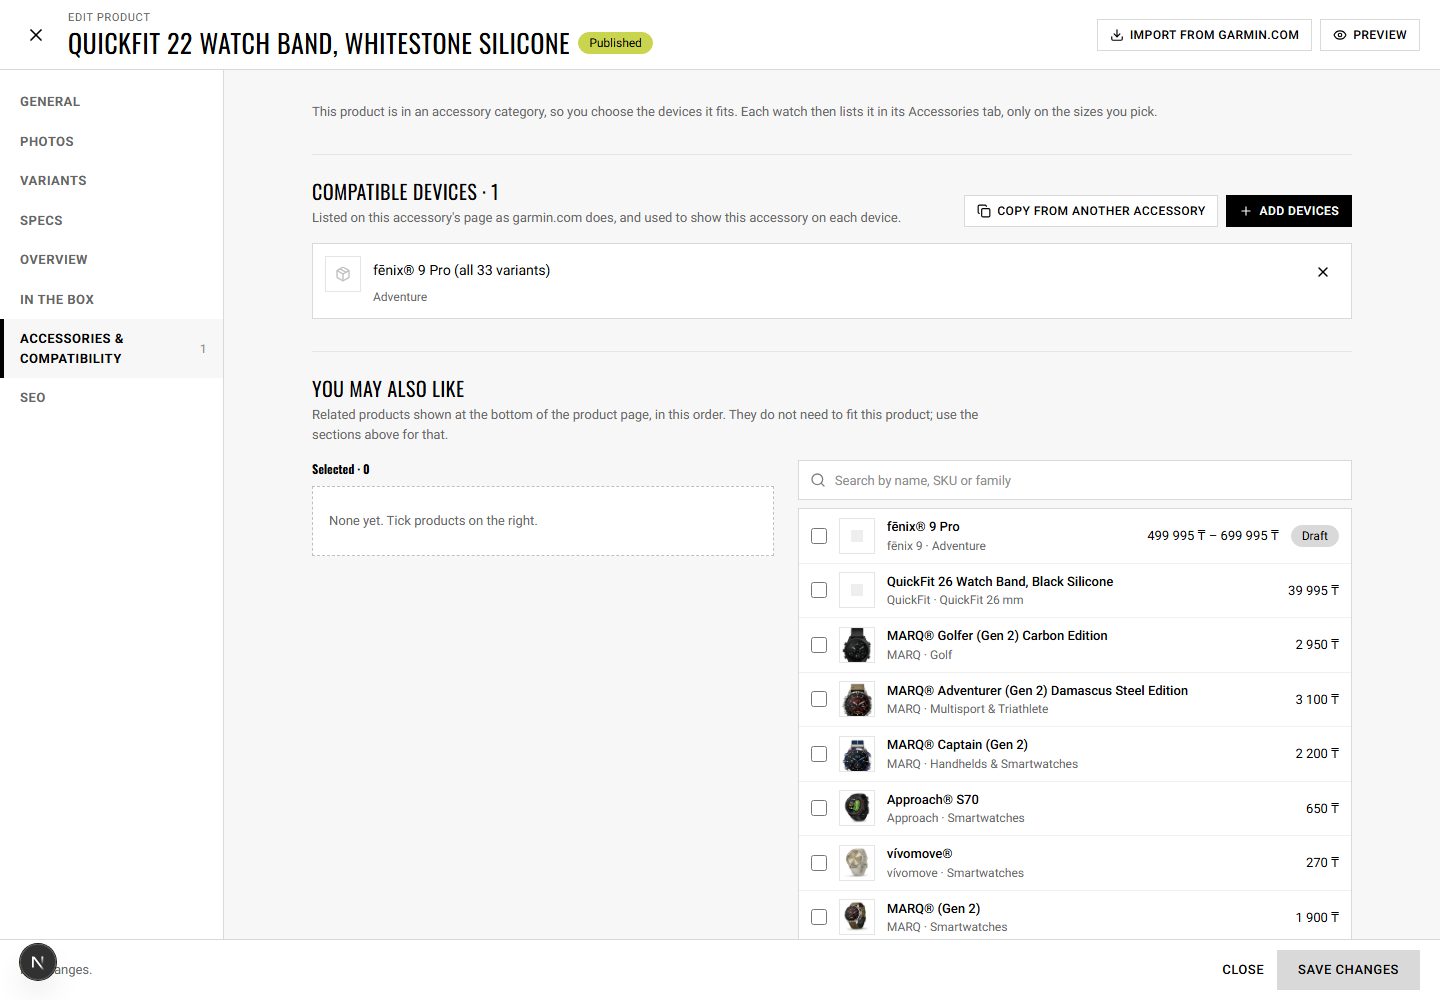 EDIT PRODUCT
QUICKFIT 22 WATCH BAND, WHITESTONE SILICONE
Published
IMPORT FROM GARMIN.COM
PREVIEW
GENERAL
PHOTOS
VARIANTS
SPECS
OVERVIEW
IN THE BOX
ACCESSORIES &
COMPATIBILITY
1
SEO
This product is in an accessory category, so you choose the devices it fits. Each watch then lists it in its Accessories tab, only on the sizes you pick.
COMPATIBLE DEVICES · 1
Listed on this accessory's page as garmin.com does, and used to show this accessory on each device.
COPY FROM ANOTHER ACCESSORY
ADD DEVICES
fēnix® 9 Pro (all 33 variants)
Adventure
YOU MAY ALSO LIKE
Related products shown at the bottom of the product page, in this order. They do not need to fit this product; use the
sections above for that.
Selected · 0
None yet. Tick products on the right.
Search by name, SKU or family
fēnix® 9 Pro
fēnix 9 · Adventure
499 995 ₸ – 699 995 ₸
Draft
QuickFit 26 Watch Band, Black Silicone
QuickFit · QuickFit 26 mm
39 995 ₸
MARQ® Golfer (Gen 2) Carbon Edition
MARQ · Golf
2 950 ₸
MARQ® Adventurer (Gen 2) Damascus Steel Edition
MARQ · Multisport & Triathlete
3 100 ₸
MARQ® Captain (Gen 2)
MARQ · Handhelds & Smartwatches
2 200 ₸
Approach® S70
Approach · Smartwatches
650 ₸
vívomove®
vívomove · Smartwatches
270 ₸
MARQ® (Gen 2)
MARQ · Smartwatches
1 900 ₸
N
anges.
CLOSE
SAVE CHANGES